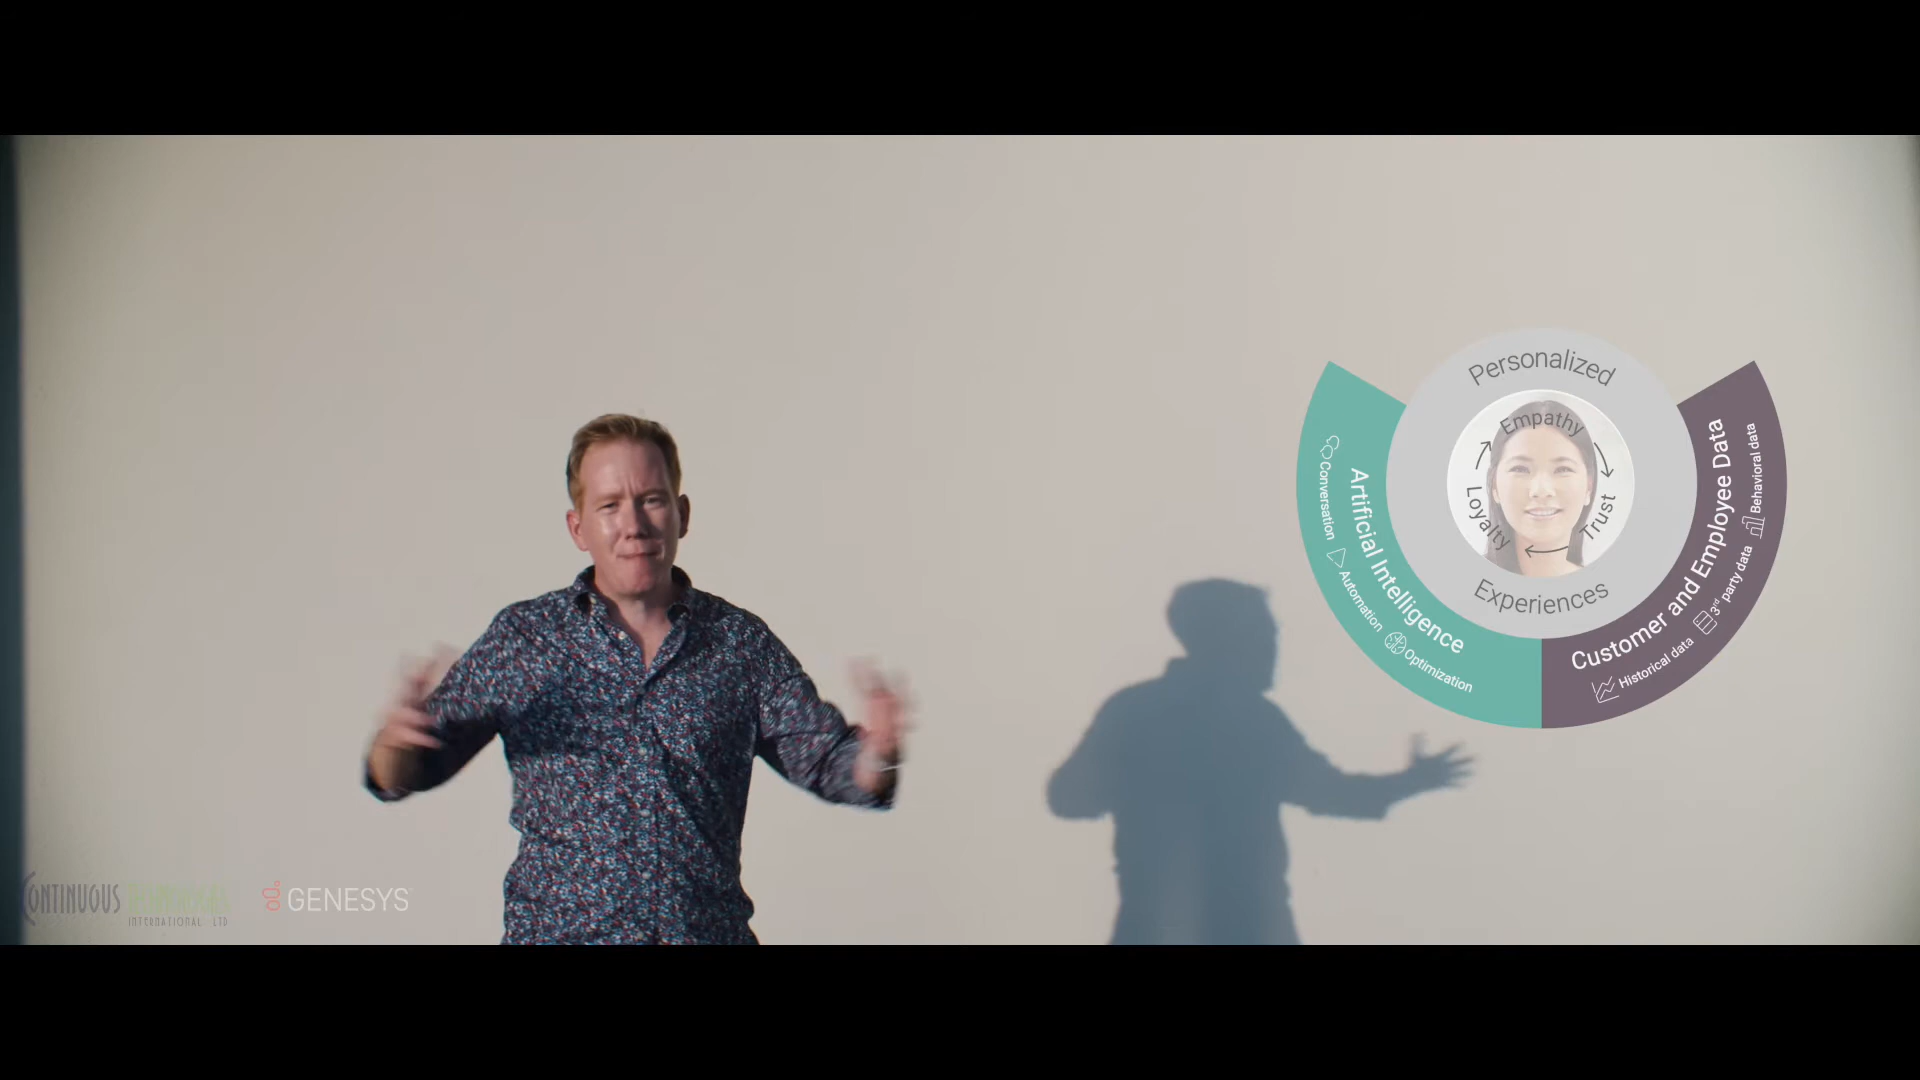 Personalized
Empathy
Trust
Loyalty
Experiences
Artificial Intelligence
Conversation
Automation
Optimization
Customer and Employee Data
Historical data
3rd party data
Behavioral data
CONTINUOUS
INTERNATIONAL LTD
GENESYS